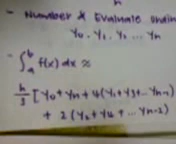 n
- Number & Evaluate Ordin
y₀, y₁, y₂ ... yₙ
- ∫ₐᵇ f(x) dx ≈
h/3 [y₀ + yₙ + 4(y₁ + y₃ + ... yₙ₋₁)
+ 2(y₂ + y₄ + ... yₙ₋₂)